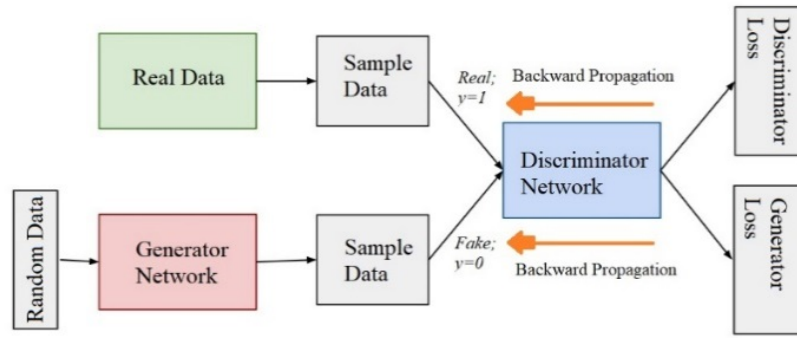 Real Data
Sample
Data
Real;
y=1
Backward Propagation
Discriminator
Loss
Discriminator
Network
Random Data
Generator
Network
Sample
Data
Fake;
y=0
Backward Propagation
Generator
Loss